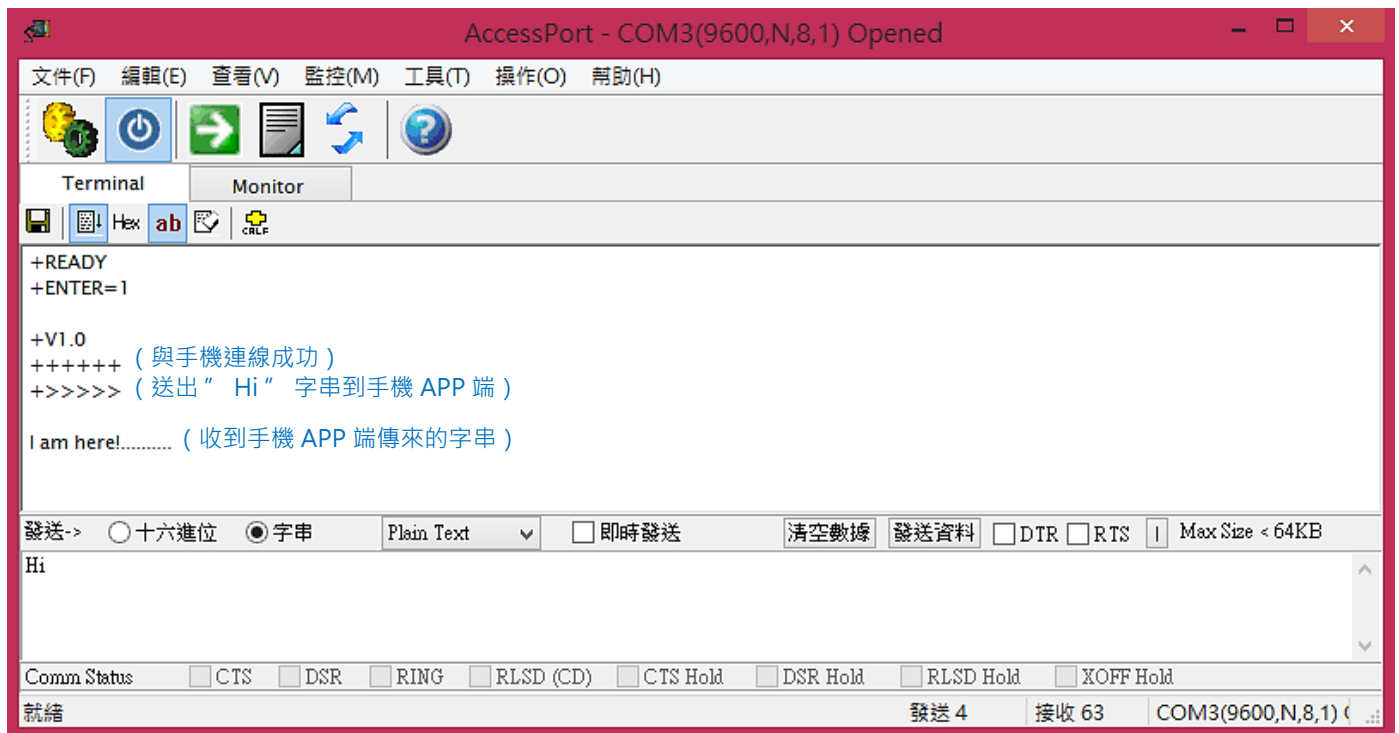 AccessPort - COM3(9600,N,8,1) Opened
文件(F) 編輯(E) 查看(V) 監控(M) 工具(T) 操作(O) 幫助(H)
Terminal Monitor
Hex ab CRLF
+READY
+ENTER=1
+V1.0
++++++ (與手機連線成功)
+>>>>> (送出” Hi” 字串到手機 APP 端)
I am here!.......... (收到手機 APP 端傳來的字串)
發送-> 十六進位 字串 Plain Text 即時發送 清空數據 發送資料 DTR RTS | Max Size < 64KB
Hi
Comm Status CTS DSR RING RLSD (CD) CTS Hold DSR Hold RLSD Hold XOFF Hold
就緒 發送 4 接收 63 COM3(9600,N,8,1)